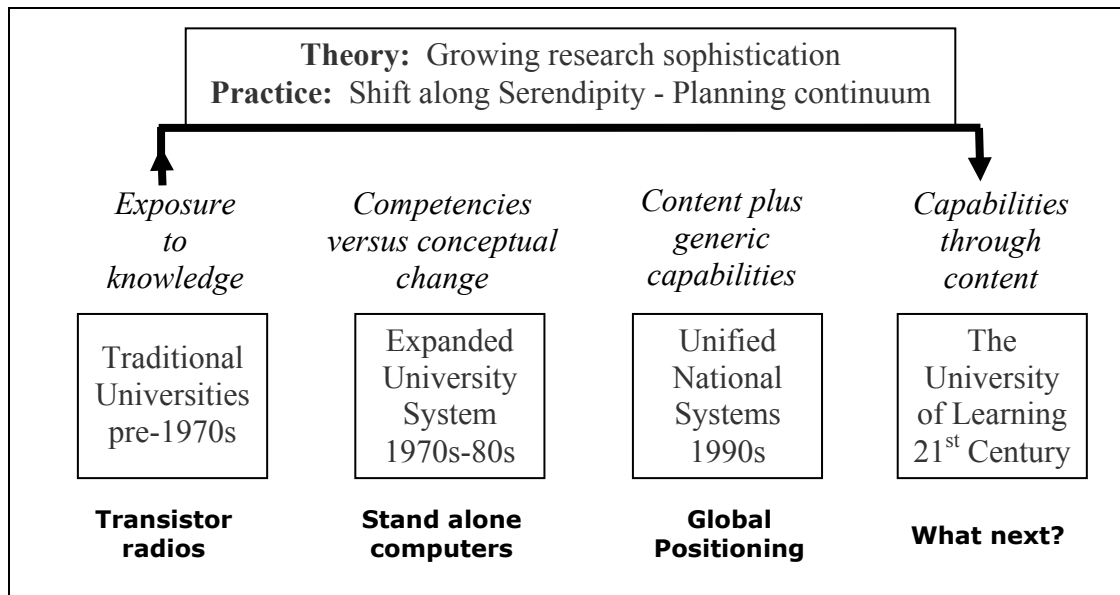 Theory: Growing research sophistication
Practice: Shift along Serendipity - Planning continuum
Exposure
to
knowledge
Competencies
versus conceptual
change
Content plus
generic
capabilities
Capabilities
through
content
Traditional
Universities
pre-1970s
Expanded
University
System
1970s-80s
Unified
National
Systems
1990s
The
University
of Learning
21st Century
Transistor
radios
Stand alone
computers
Global
Positioning
What next?